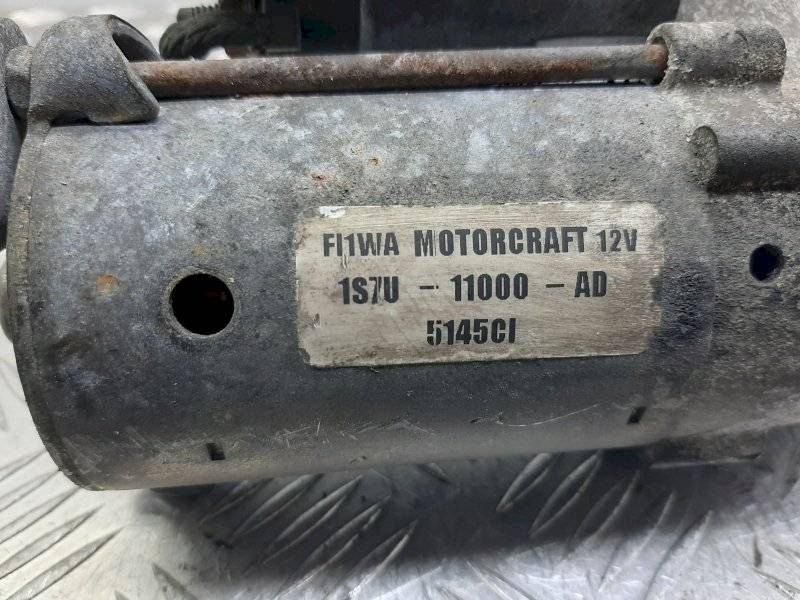 FI1WA MOTORCRAFT 12V
1S7U - 11000 - AD
5145CI